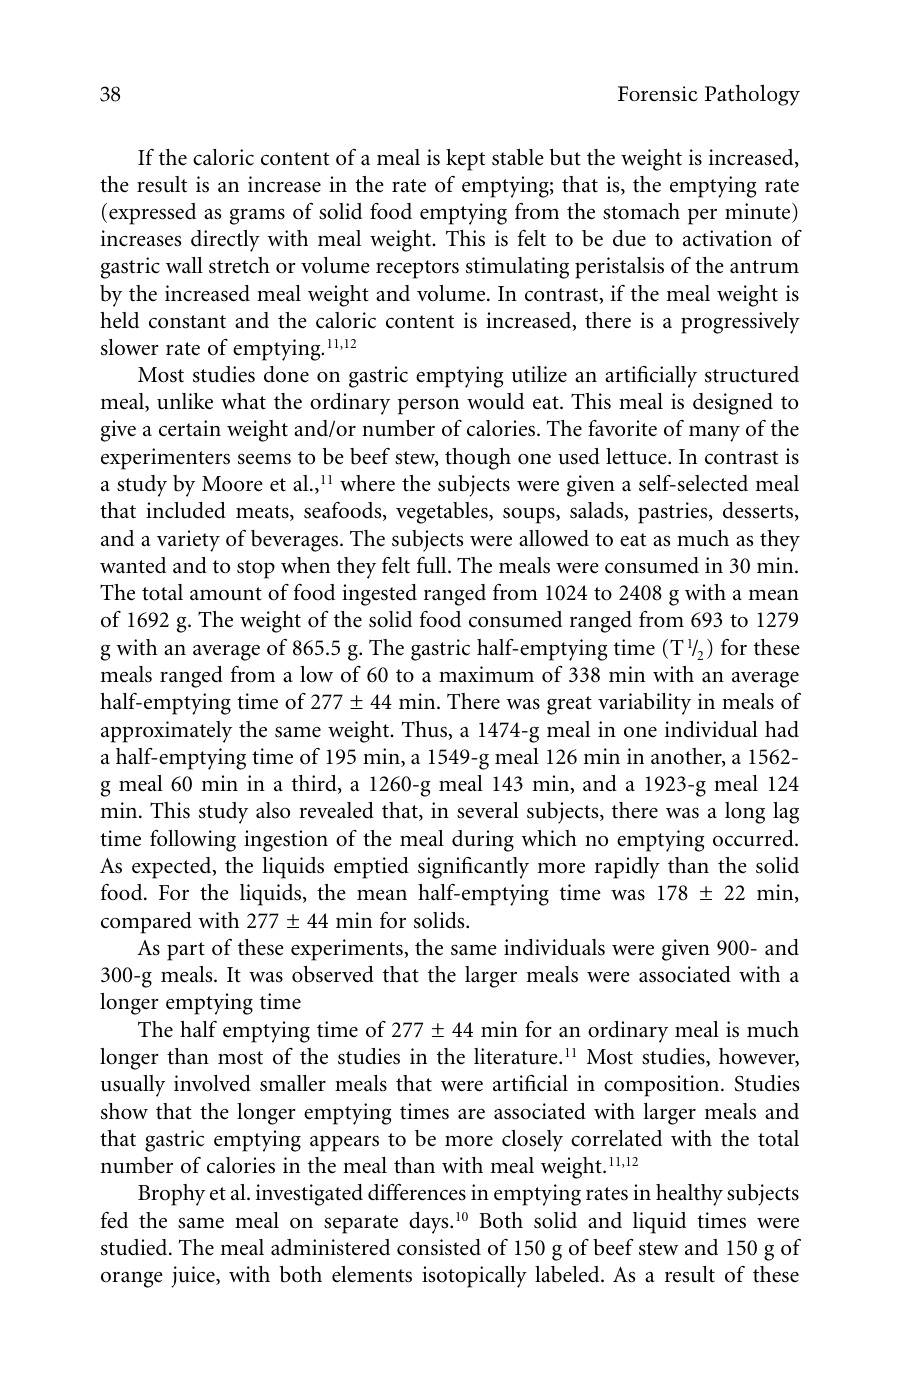 38 Forensic Pathology
If the caloric content of a meal is kept stable but the weight is increased,
the result is an increase in the rate of emptying; that is, the emptying rate
(expressed as grams of solid food emptying from the stomach per minute)
increases directly with meal weight. This is felt to be due to activation of
gastric wall stretch or volume receptors stimulating peristalsis of the antrum
by the increased meal weight and volume. In contrast, if the meal weight is
held constant and the caloric content is increased, there is a progressively
slower rate of emptying.11,12
Most studies done on gastric emptying utilize an artificially structured
meal, unlike what the ordinary person would eat. This meal is designed to
give a certain weight and/or number of calories. The favorite of many of the
experimenters seems to be beef stew, though one used lettuce. In contrast is
a study by Moore et al.,11 where the subjects were given a self-selected meal
that included meats, seafoods, vegetables, soups, salads, pastries, desserts,
and a variety of beverages. The subjects were allowed to eat as much as they
wanted and to stop when they felt full. The meals were consumed in 30 min.
The total amount of food ingested ranged from 1024 to 2408 g with a mean
of 1692 g. The weight of the solid food consumed ranged from 693 to 1279
g with an average of 865.5 g. The gastric half-emptying time (T 1/2) for these
meals ranged from a low of 60 to a maximum of 338 min with an average
half-emptying time of 277 ± 44 min. There was great variability in meals of
approximately the same weight. Thus, a 1474-g meal in one individual had
a half-emptying time of 195 min, a 1549-g meal 126 min in another, a 1562-
g meal 60 min in a third, a 1260-g meal 143 min, and a 1923-g meal 124
min. This study also revealed that, in several subjects, there was a long lag
time following ingestion of the meal during which no emptying occurred.
As expected, the liquids emptied significantly more rapidly than the solid
food. For the liquids, the mean half-emptying time was 178 ± 22 min,
compared with 277 ± 44 min for solids.
As part of these experiments, the same individuals were given 900- and
300-g meals. It was observed that the larger meals were associated with a
longer emptying time
The half emptying time of 277 ± 44 min for an ordinary meal is much
longer than most of the studies in the literature.11 Most studies, however,
usually involved smaller meals that were artificial in composition. Studies
show that the longer emptying times are associated with larger meals and
that gastric emptying appears to be more closely correlated with the total
number of calories in the meal than with meal weight.11,12
Brophy et al. investigated differences in emptying rates in healthy subjects
fed the same meal on separate days.10 Both solid and liquid times were
studied. The meal administered consisted of 150 g of beef stew and 150 g of
orange juice, with both elements isotopically labeled. As a result of these